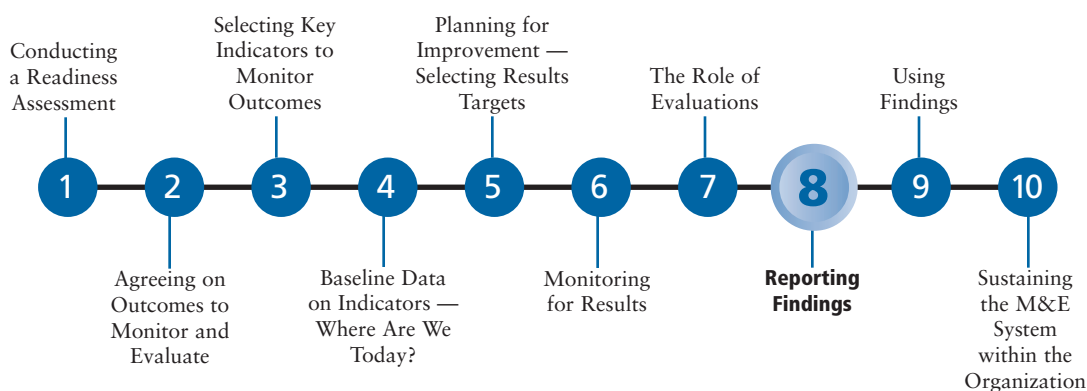 Conducting
a Readiness
Assessment
1
Agreeing on
Outcomes to
Monitor and
Evaluate
2
Selecting Key
Indicators to
Monitor
Outcomes
3
Baseline Data
on Indicators —
Where Are We
Today?
4
Planning for
Improvement —
Selecting Results
Targets
5
Monitoring
for Results
6
The Role of
Evaluations
7
Reporting
Findings
8
Using
Findings
9
Sustaining
the M&E
System
within the
Organization
10